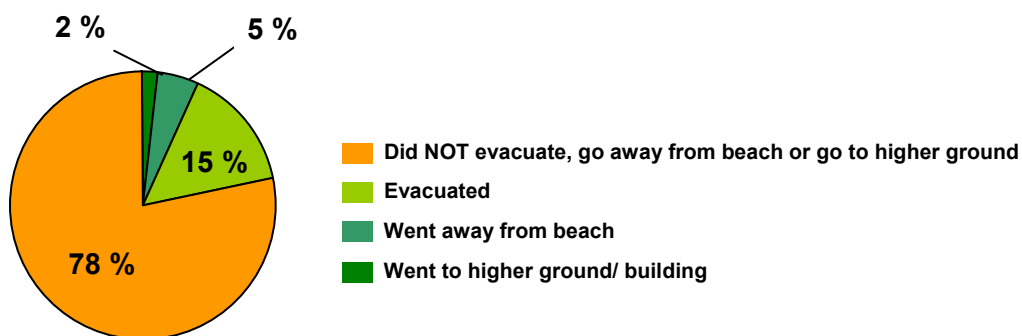 2 %
5 %
15 %
78 %
Did NOT evacuate, go away from beach or go to higher ground
Evacuated
Went away from beach
Went to higher ground/ building